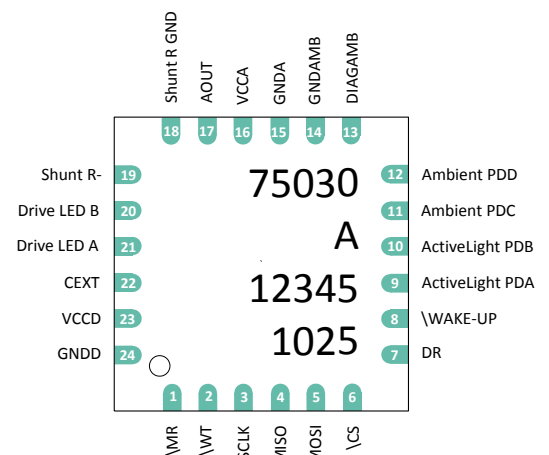 Shunt R GND
AOUT
VCCA
GNDA
GNDAMB
DIAGAMB
18 17 16 15 14 13
Shunt R- 19
Drive LED B 20
Drive LED A 21
CEXT 22
VCCD 23
GNDD 24
75030
A
12345
1025
12 Ambient PDD
11 Ambient PDC
10 ActiveLight PDB
9 ActiveLight PDA
8 \WAKE-UP
7 DR
1 2 3 4 5 6
\MR
\WT
SCLK
MISO
MOSI
\CS